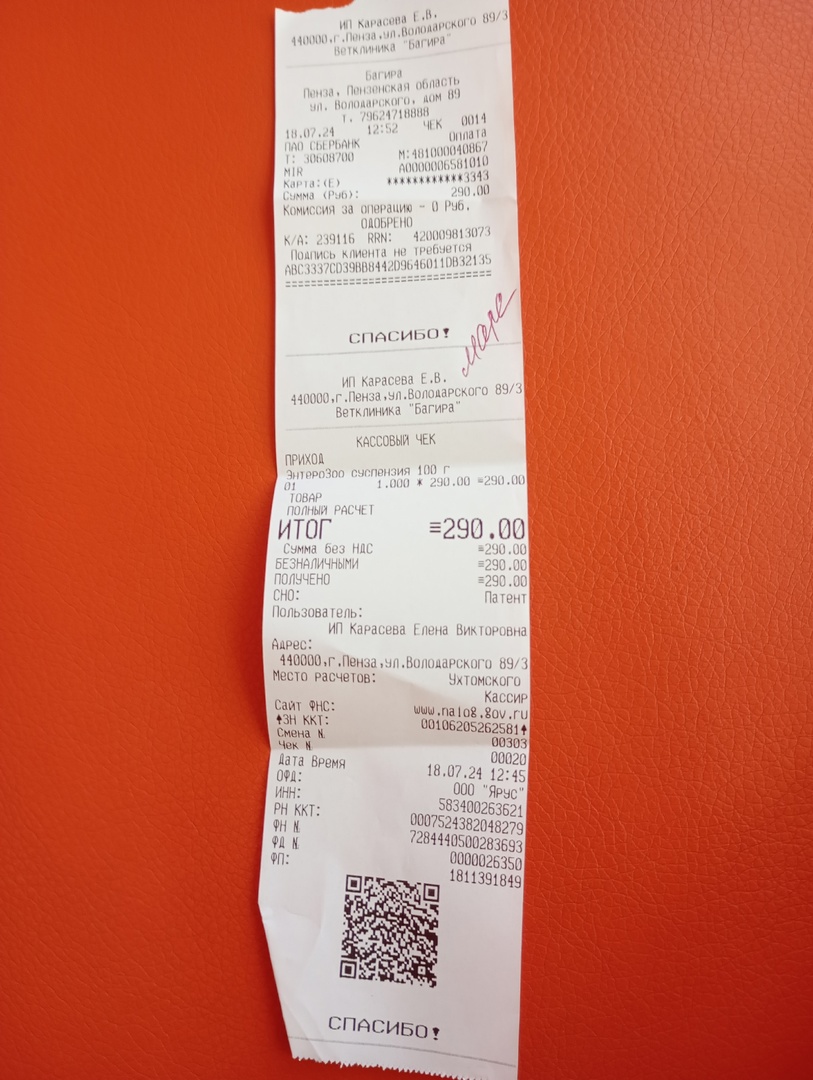 ИП Карасева Е.В.
440000,г.Пенза,ул.Володарского 89/3
Ветклиника "Багира"
Багира
Пенза, Пензенская область
ул. Володарского, дом 89
т. 79624718888
18.07.24 12:52 ЧЕК 0014
ПАО СБЕРБАНК Оплата
Т: 30608700 М:481000040867
MIR A0000006581010
Карта:(E) ************3343
Сумма (Руб): 290.00
Комиссия за операцию - 0 Руб.
ОДОБРЕНО
К/А: 239116 RRN: 420009813073
Подпись клиента не требуется
ABC3337CD39BB8442D9646011DB32135
================================
СПАСИБО!
Маре
ИП Карасева Е.В.
440000,г.Пенза,ул.Володарского 89/3
Ветклиника "Багира"
КАССОВЫЙ ЧЕК
ПРИХОД
ЭнтероЗоо суспензия 100 г
01 1.000 * 290.00 =290.00
ТОВАР
ПОЛНЫЙ РАСЧЕТ
ИТОГ =290.00
Сумма без НДС =290.00
БЕЗНАЛИЧНЫМИ =290.00
ПОЛУЧЕНО =290.00
СНО: Патент
Пользователь:
ИП Карасева Елена Викторовна
Адрес:
440000,г.Пенза,ул.Володарского 89/3
Место расчетов: Ухтомского
Кассир
Сайт ФНС: www.nalog.gov.ru
ЗН ККТ: 00106205262581
Смена N 00303
Чек N 00020
Дата Время 18.07.24 12:45
ОФД: ООО "Ярус"
ИНН: 583400263621
РН ККТ: 0007524382048279
ФН N 7284440500283693
ФД N 0000026350
ФП: 1811391849
СПАСИБО!